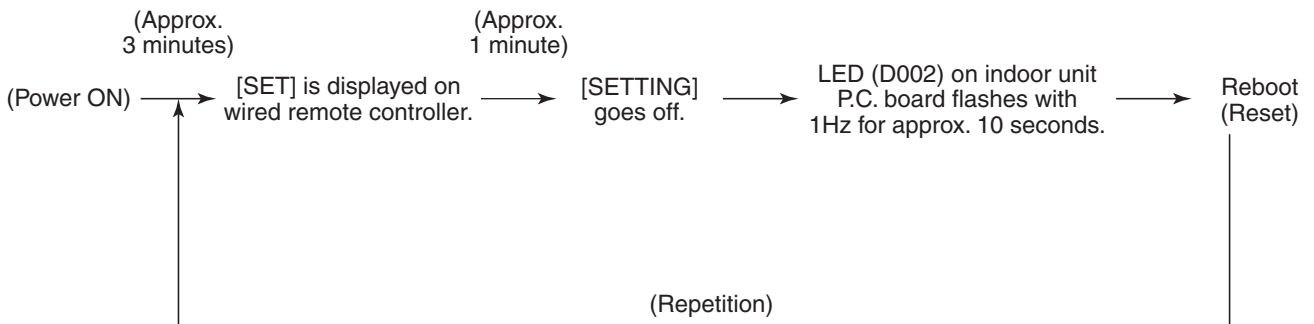 (Approx.
3 minutes)
(Approx.
1 minute)
(Power ON)
[SET] is displayed on
wired remote controller.
[SETTING]
goes off.
LED (D002) on indoor unit
P.C. board flashes with
1Hz for approx. 10 seconds.
Reboot
(Reset)
(Repetition)